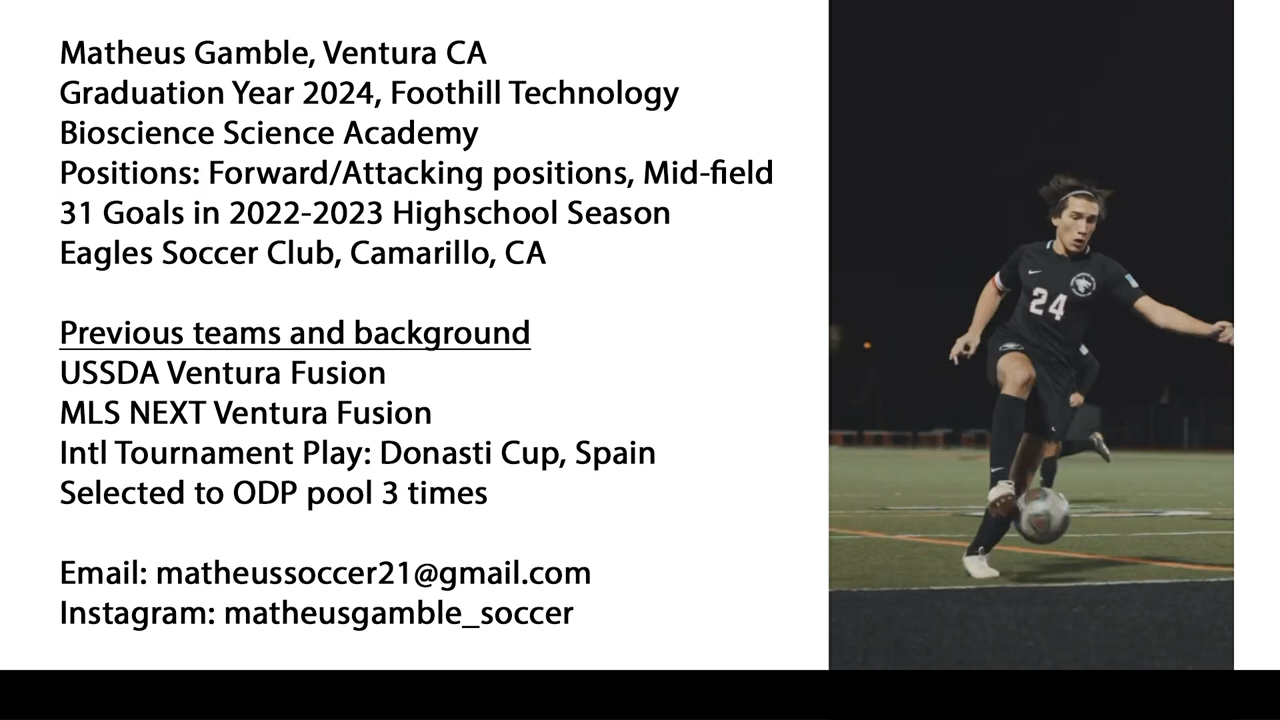 Matheus Gamble, Ventura CA
Graduation Year 2024, Foothill Technology
Bioscience Science Academy
Positions: Forward/Attacking positions, Mid-field
31 Goals in 2022-2023 Highschool Season
Eagles Soccer Club, Camarillo, CA
Previous teams and background
USSDA Ventura Fusion
MLS NEXT Ventura Fusion
Intl Tournament Play: Donasti Cup, Spain
Selected to ODP pool 3 times
Email: matheussoccer21@gmail.com
Instagram: matheusgamble_soccer
24